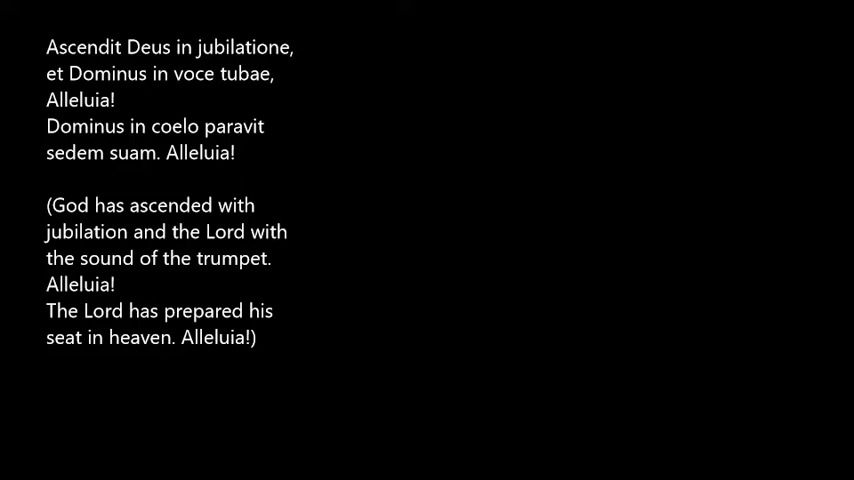 Ascendit Deus in jubilatione,
et Dominus in voce tubae,
Alleluia!
Dominus in coelo paravit
sedem suam. Alleluia!
(God has ascended with
jubilation and the Lord with
the sound of the trumpet.
Alleluia!
The Lord has prepared his
seat in heaven. Alleluia!)